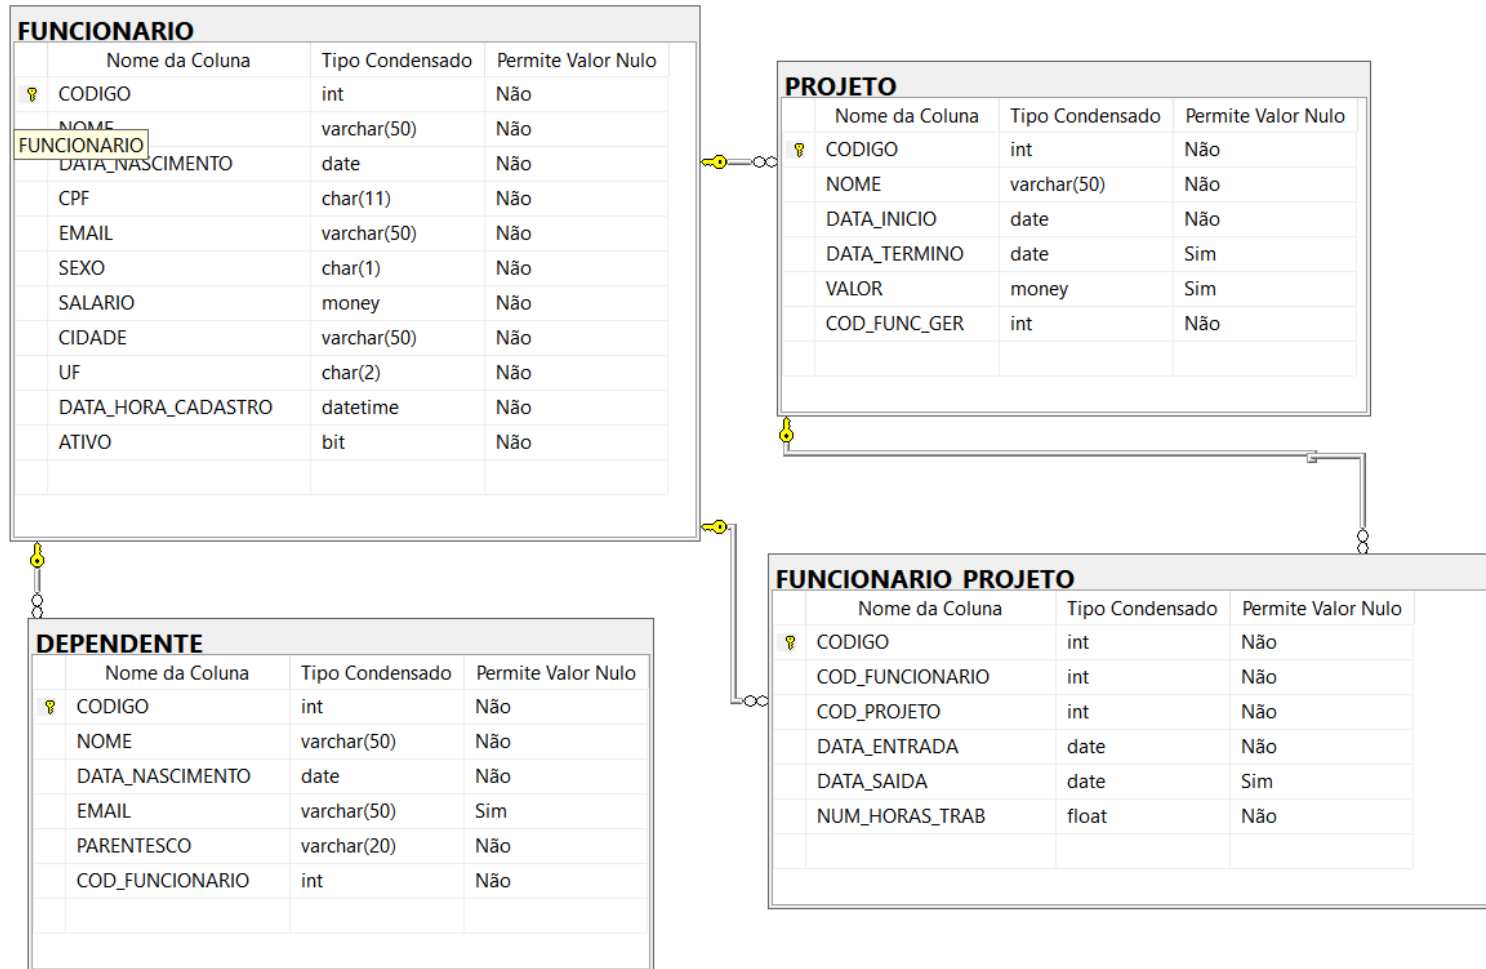 FUNCIONARIO
Nome da Coluna Tipo Condensado Permite Valor Nulo
CODIGO int Não
NOME varchar(50) Não
FUNCIONARIO
DATA_NASCIMENTO date Não
CPF char(11) Não
EMAIL varchar(50) Não
SEXO char(1) Não
SALARIO money Não
CIDADE varchar(50) Não
UF char(2) Não
DATA_HORA_CADASTRO datetime Não
ATIVO bit Não
PROJETO
Nome da Coluna Tipo Condensado Permite Valor Nulo
CODIGO int Não
NOME varchar(50) Não
DATA_INICIO date Não
DATA_TERMINO date Sim
VALOR money Sim
COD_FUNC_GER int Não
DEPENDENTE
Nome da Coluna Tipo Condensado Permite Valor Nulo
CODIGO int Não
NOME varchar(50) Não
DATA_NASCIMENTO date Não
EMAIL varchar(50) Sim
PARENTESCO varchar(20) Não
COD_FUNCIONARIO int Não
FUNCIONARIO_PROJETO
Nome da Coluna Tipo Condensado Permite Valor Nulo
CODIGO int Não
COD_FUNCIONARIO int Não
COD_PROJETO int Não
DATA_ENTRADA date Não
DATA_SAIDA date Sim
NUM_HORAS_TRAB float Não